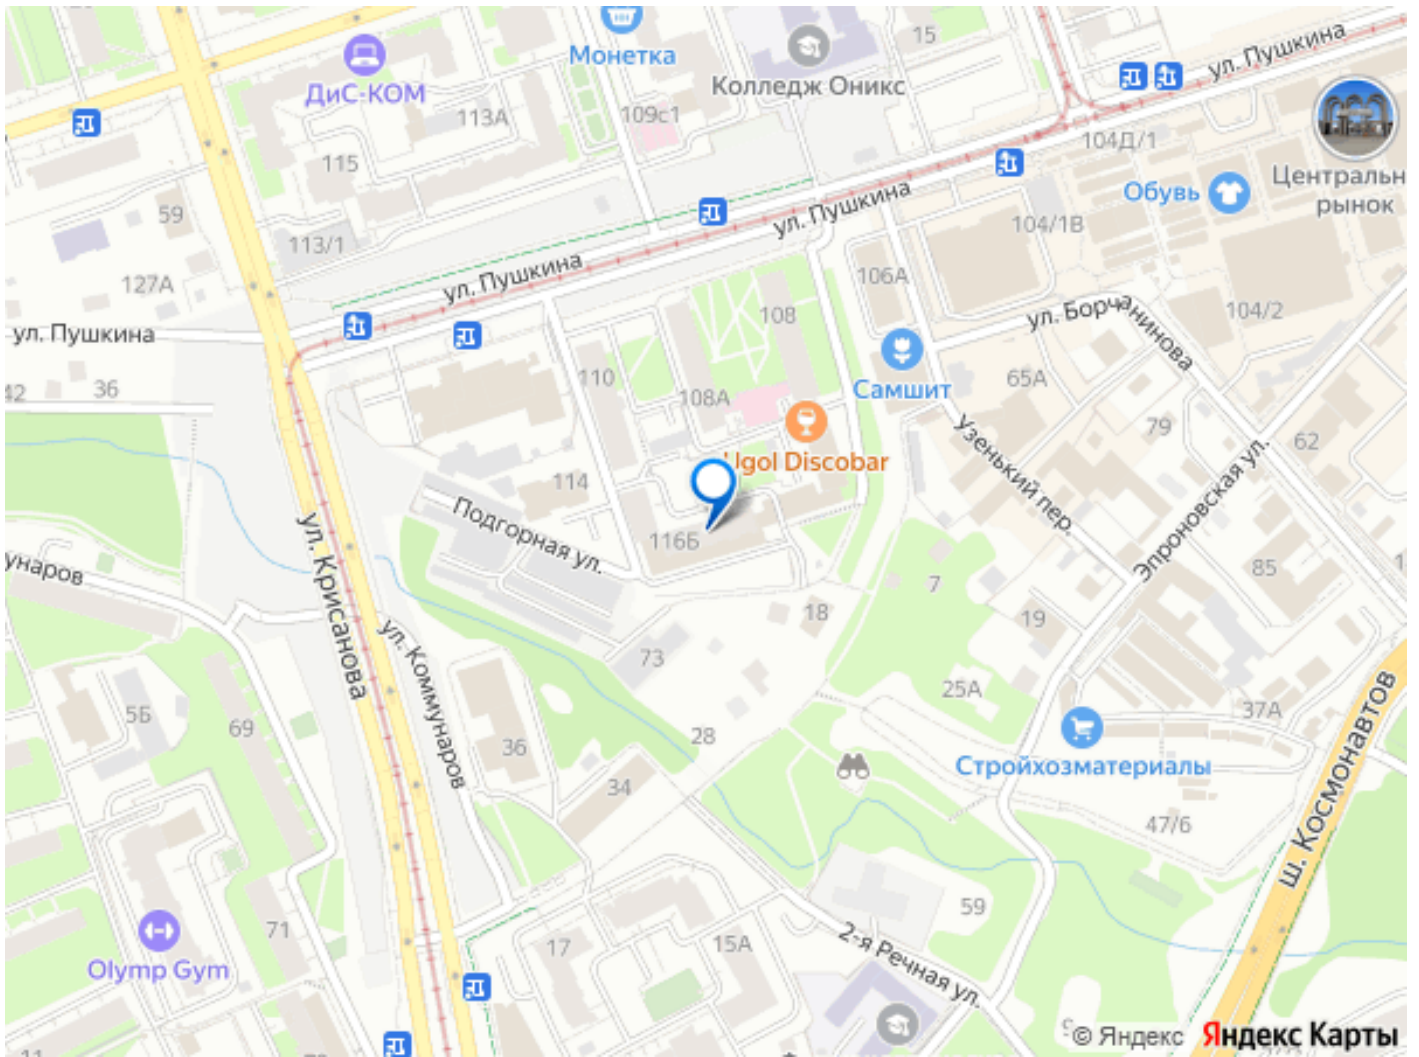 Монетка
15
ул. Пушкина
ДиС-КОМ
Колледж Оникс
113А
109с1
104Д/1
115
Центральн
рынок
Обувь
59
ул. Пушкина
104/1В
113/1
127А
ул. Пушкина
106А
ул. Борчанинова
104/2
108
ул. Пушкина
110
65А
42
36
108А
Самшит
79
62
Ugol Discobar
Узенький пер.
114
Подгорная ул.
116Б
Эпроновская ул.
ул. Крисанова
унаров
7
85
1
18
19
ул. Коммунаров
73
25А
37А
5Б
69
36
28
Стройхозматериалы
ш. Космонавтов
34
47/6
59
71
17
15А
2-я Речная ул.
Olymp Gym
© Яндекс Яндекс Карты